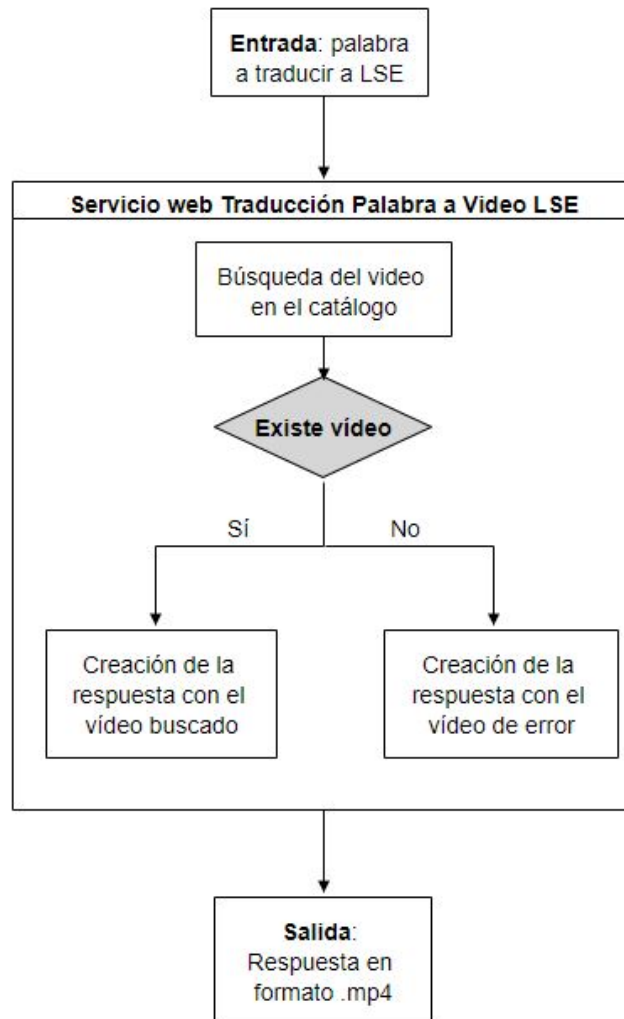 Entrada: palabra
a traducir a LSE
Servicio web Traducción Palabra a Video LSE
Búsqueda del video
en el catálogo
Existe vídeo
Sí
No
Creación de la
respuesta con el
vídeo buscado
Creación de la
respuesta con el
vídeo de error
Salida:
Respuesta en
formato .mp4